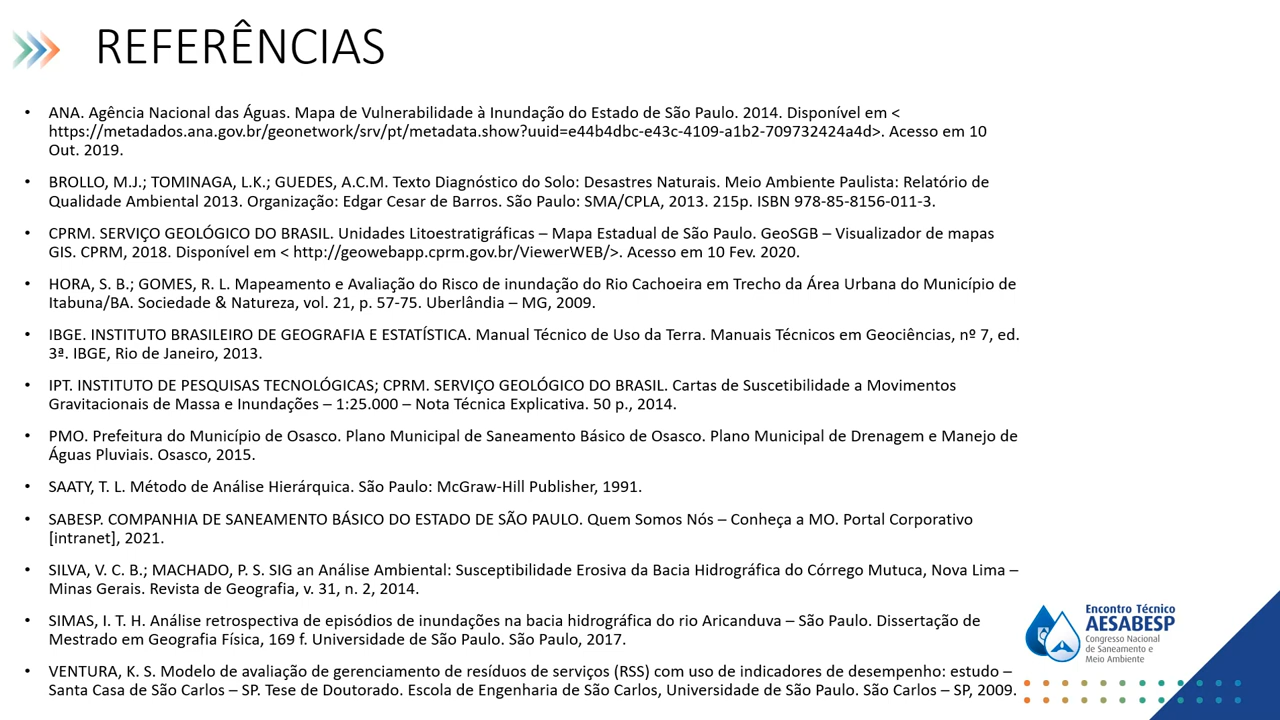 REFERÊNCIAS
• ANA. Agência Nacional das Águas. Mapa de Vulnerabilidade à Inundação do Estado de São Paulo. 2014. Disponível em <
https://metadados.ana.gov.br/geonetwork/srv/pt/metadata.show?uuid=e44b4dbc-e43c-4109-a1b2-709732424a4d>. Acesso em 10
Out. 2019.
• BROLLO, M.J.; TOMINAGA, L.K.; GUEDES, A.C.M. Texto Diagnóstico do Solo: Desastres Naturais. Meio Ambiente Paulista: Relatório de
Qualidade Ambiental 2013. Organização: Edgar Cesar de Barros. São Paulo: SMA/CPLA, 2013. 215p. ISBN 978-85-8156-011-3.
• CPRM. SERVIÇO GEOLÓGICO DO BRASIL. Unidades Litoestratigráficas – Mapa Estadual de São Paulo. GeoSGB – Visualizador de mapas
GIS. CPRM, 2018. Disponível em < http://geowebapp.cprm.gov.br/ViewerWEB/>. Acesso em 10 Fev. 2020.
• HORA, S. B.; GOMES, R. L. Mapeamento e Avaliação do Risco de inundação do Rio Cachoeira em Trecho da Área Urbana do Município de
Itabuna/BA. Sociedade & Natureza, vol. 21, p. 57-75. Uberlândia – MG, 2009.
• IBGE. INSTITUTO BRASILEIRO DE GEOGRAFIA E ESTATÍSTICA. Manual Técnico de Uso da Terra. Manuais Técnicos em Geociências, nº 7, ed.
3ª. IBGE, Rio de Janeiro, 2013.
• IPT. INSTITUTO DE PESQUISAS TECNOLÓGICAS; CPRM. SERVIÇO GEOLÓGICO DO BRASIL. Cartas de Suscetibilidade a Movimentos
Gravitacionais de Massa e Inundações – 1:25.000 – Nota Técnica Explicativa. 50 p., 2014.
• PMO. Prefeitura do Município de Osasco. Plano Municipal de Saneamento Básico de Osasco. Plano Municipal de Drenagem e Manejo de
Águas Pluviais. Osasco, 2015.
• SAATY, T. L. Método de Análise Hierárquica. São Paulo: McGraw-Hill Publisher, 1991.
• SABESP. COMPANHIA DE SANEAMENTO BÁSICO DO ESTADO DE SÃO PAULO. Quem Somos Nós – Conheça a MO. Portal Corporativo
[intranet], 2021.
• SILVA, V. C. B.; MACHADO, P. S. SIG an Análise Ambiental: Susceptibilidade Erosiva da Bacia Hidrográfica do Córrego Mutuca, Nova Lima –
Minas Gerais. Revista de Geografia, v. 31, n. 2, 2014.
• SIMAS, I. T. H. Análise retrospectiva de episódios de inundações na bacia hidrográfica do rio Aricanduva – São Paulo. Dissertação de
Mestrado em Geografia Física, 169 f. Universidade de São Paulo. São Paulo, 2017.
• VENTURA, K. S. Modelo de avaliação de gerenciamento de resíduos de serviços (RSS) com uso de indicadores de desempenho: estudo –
Santa Casa de São Carlos – SP. Tese de Doutorado. Escola de Engenharia de São Carlos, Universidade de São Paulo. São Carlos – SP, 2009.
Encontro Técnico
AESABESP
Congresso Nacional
de Saneamento e
Meio Ambiente